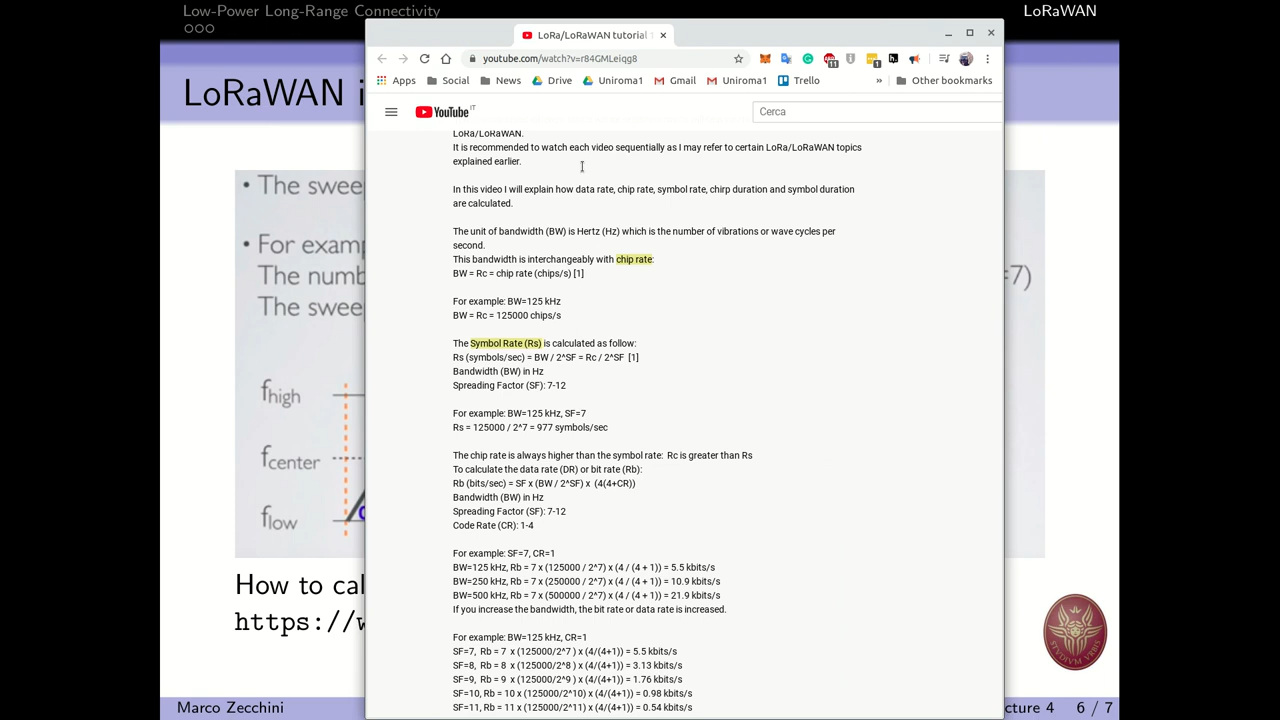 Low-Power Long-Range Connectivity
LoRaWAN
LoRa/LoRaWAN tutorial
youtube.com/watch?v=r84GMLeiqg8
11
1
Apps Social News Drive Uniroma1 Gmail Uniroma1 Trello » Other bookmarks
LoRaWAN i
YouTube IT
Cerca
LoRa/LoRaWAN.
It is recommended to watch each video sequentially as I may refer to certain LoRa/LoRaWAN topics
explained earlier.
In this video I will explain how data rate, chip rate, symbol rate, chirp duration and symbol duration
are calculated.
The unit of bandwidth (BW) is Hertz (Hz) which is the number of vibrations or wave cycles per
second.
This bandwidth is interchangeably with chip rate:
BW = Rc = chip rate (chips/s) [1]
For example: BW=125 kHz
BW = Rc = 125000 chips/s
The Symbol Rate (Rs) is calculated as follow:
Rs (symbols/sec) = BW / 2^SF = Rc / 2^SF [1]
Bandwidth (BW) in Hz
Spreading Factor (SF): 7-12
For example: BW=125 kHz, SF=7
Rs = 125000 / 2^7 = 977 symbols/sec
The chip rate is always higher than the symbol rate: Rc is greater than Rs
To calculate the data rate (DR) or bit rate (Rb):
Rb (bits/sec) = SF x (BW / 2^SF) x (4(4+CR))
Bandwidth (BW) in Hz
Spreading Factor (SF): 7-12
Code Rate (CR): 1-4
For example: SF=7, CR=1
BW=125 kHz, Rb = 7 x (125000 / 2^7) x (4 / (4 + 1)) = 5.5 kbits/s
BW=250 kHz, Rb = 7 x (250000 / 2^7) x (4 / (4 + 1)) = 10.9 kbits/s
BW=500 kHz, Rb = 7 x (500000 / 2^7) x (4 / (4 + 1)) = 21.9 kbits/s
If you increase the bandwidth, the bit rate or data rate is increased.
For example: BW=125 kHz, CR=1
SF=7, Rb = 7 x (125000/2^7 ) x (4/(4+1)) = 5.5 kbits/s
SF=8, Rb = 8 x (125000/2^8 ) x (4/(4+1)) = 3.13 kbits/s
SF=9, Rb = 9 x (125000/2^9 ) x (4/(4+1)) = 1.76 kbits/s
SF=10, Rb = 10 x (125000/2^10) x (4/(4+1)) = 0.98 kbits/s
SF=11, Rb = 11 x (125000/2^11) x (4/(4+1)) = 0.54 kbits/s
• The swee
• For examp
The num =7)
The swee
fhigh
fcenter
flow
How to cal
https://w
STVDIVM VRBIS
Marco Zecchini
cture 4 6 / 7